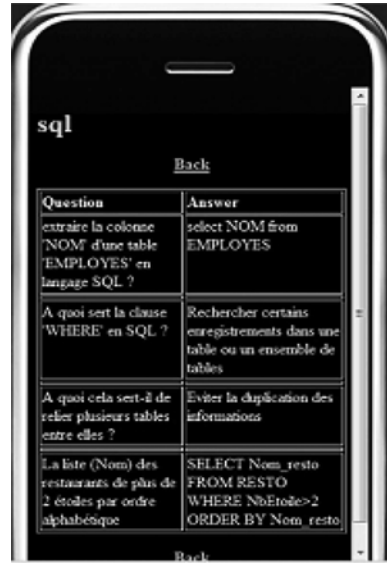 sql
Back
Question Answer
extraire la colonne
'NOM' d'une table
'EMPLOYES' en
langage SQL ?
select NOM from
EMPLOYES
A quoi sert la clause
'WHERE' en SQL ?
Rechercher certains
enregistrements dans une
table ou un ensemble de
tables
A quoi cela sert-il de
relier plusieurs tables
entre elles ?
Eviter la duplication des
informations
La liste (Nom) des
restaurants de plus de
2 étoiles par ordre
alphabétique
SELECT Nom_resto
FROM RESTO
WHERE NbEtoile>2
ORDER BY Nom_resto
Back